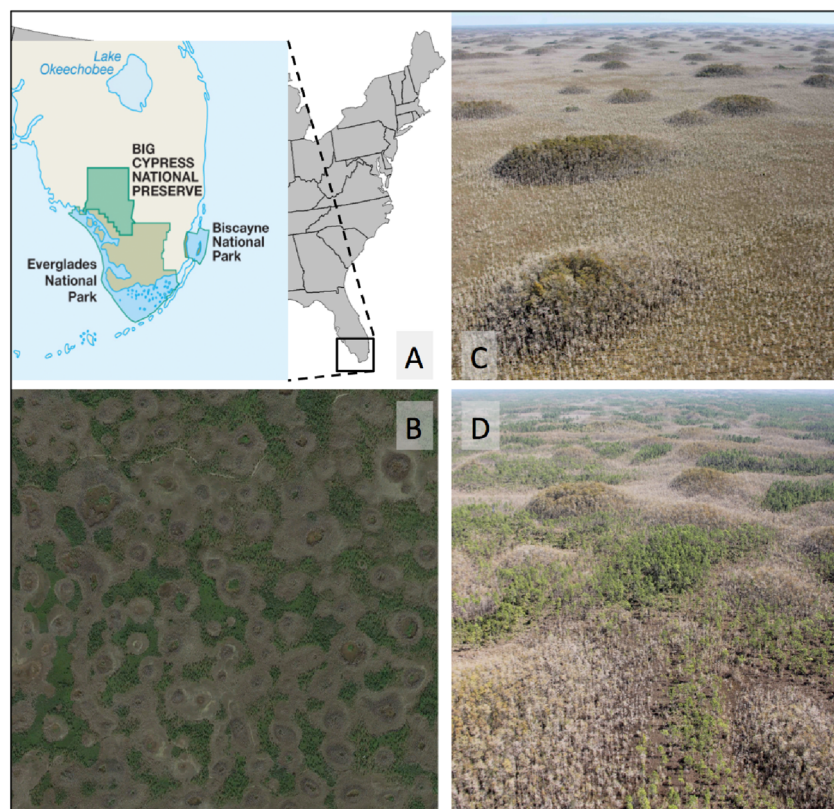 Lake
Okeechobee
BIG
CYPRESS
NATIONAL
PRESERVE
Biscayne
National
Park
Everglades
National
Park
A
C
B
D